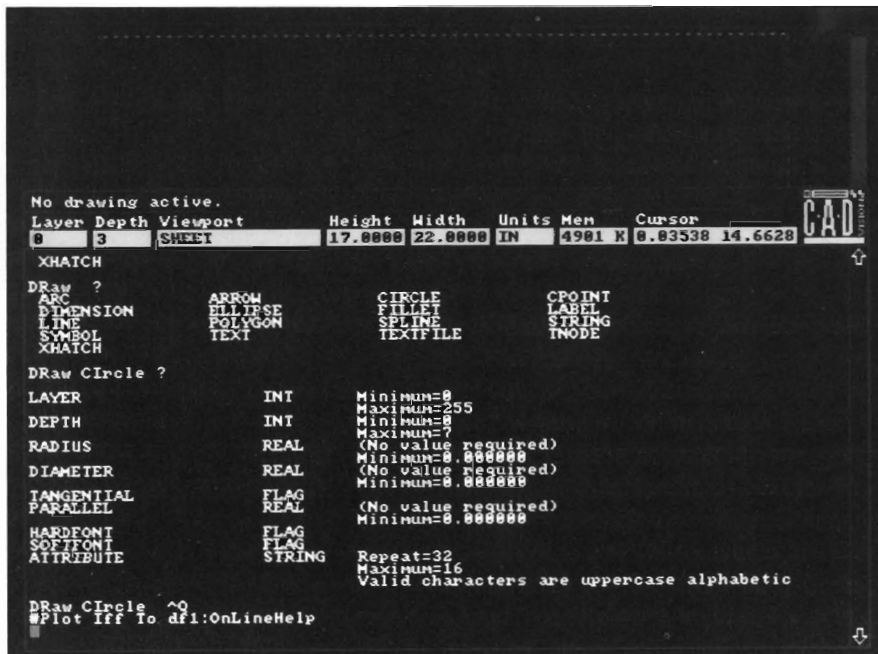 No drawing active.
Layer Depth Viewport Height Width Units Mem Cursor
0 3 SHEET 17.0000 22.0000 IN 4901 K 0.03538 14.6628
C·A·D
XHATCH
DRaw ?
ARC ARROW CIRCLE CPOINT
DIMENSION ELLIPSE FILLET LABEL
LINE POLYGON SPLINE STRING
SYMBOL TEXT TEXTFILE TNODE
XHATCH
DRaw CIrcle ?
LAYER INT Minimum=0
Maximum=255
DEPTH INT Minimum=0
Maximum=7
RADIUS REAL (No value required)
Minimum=0.000000
DIAMETER REAL (No value required)
Minimum=0.000000
TANGENTIAL FLAG
PARALLEL REAL (No value required)
Minimum=0.000000
HARDFONT FLAG
SOFTFONT FLAG
ATTRIBUTE STRING Repeat=32
Maximum=16
Valid characters are uppercase alphabetic
DRaw CIrcle ^Q
#Plot Iff To df1:OnLineHelp